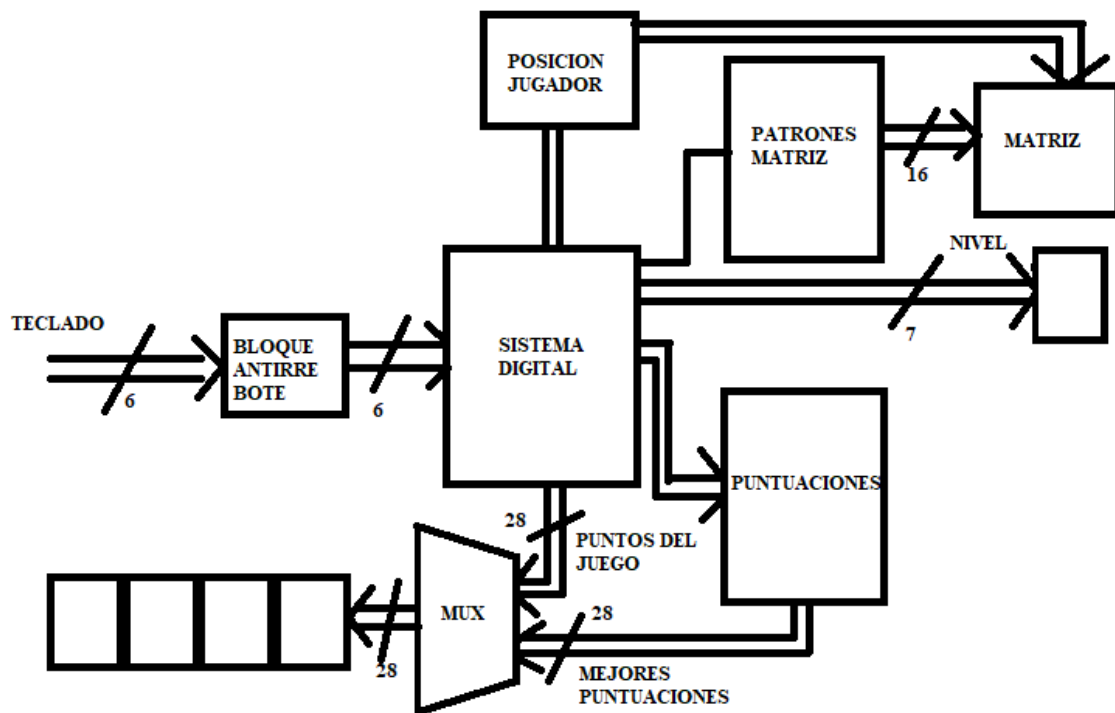 POSICION
JUGADOR
PATRONES
MATRIZ
MATRIZ
16
NIVEL
7
TECLADO
6
BLOQUE
ANTIRRE
BOTE
6
SISTEMA
DIGITAL
PUNTUACIONES
28
PUNTOS DEL
JUEGO
MUX
28
28
MEJORES
PUNTUACIONES